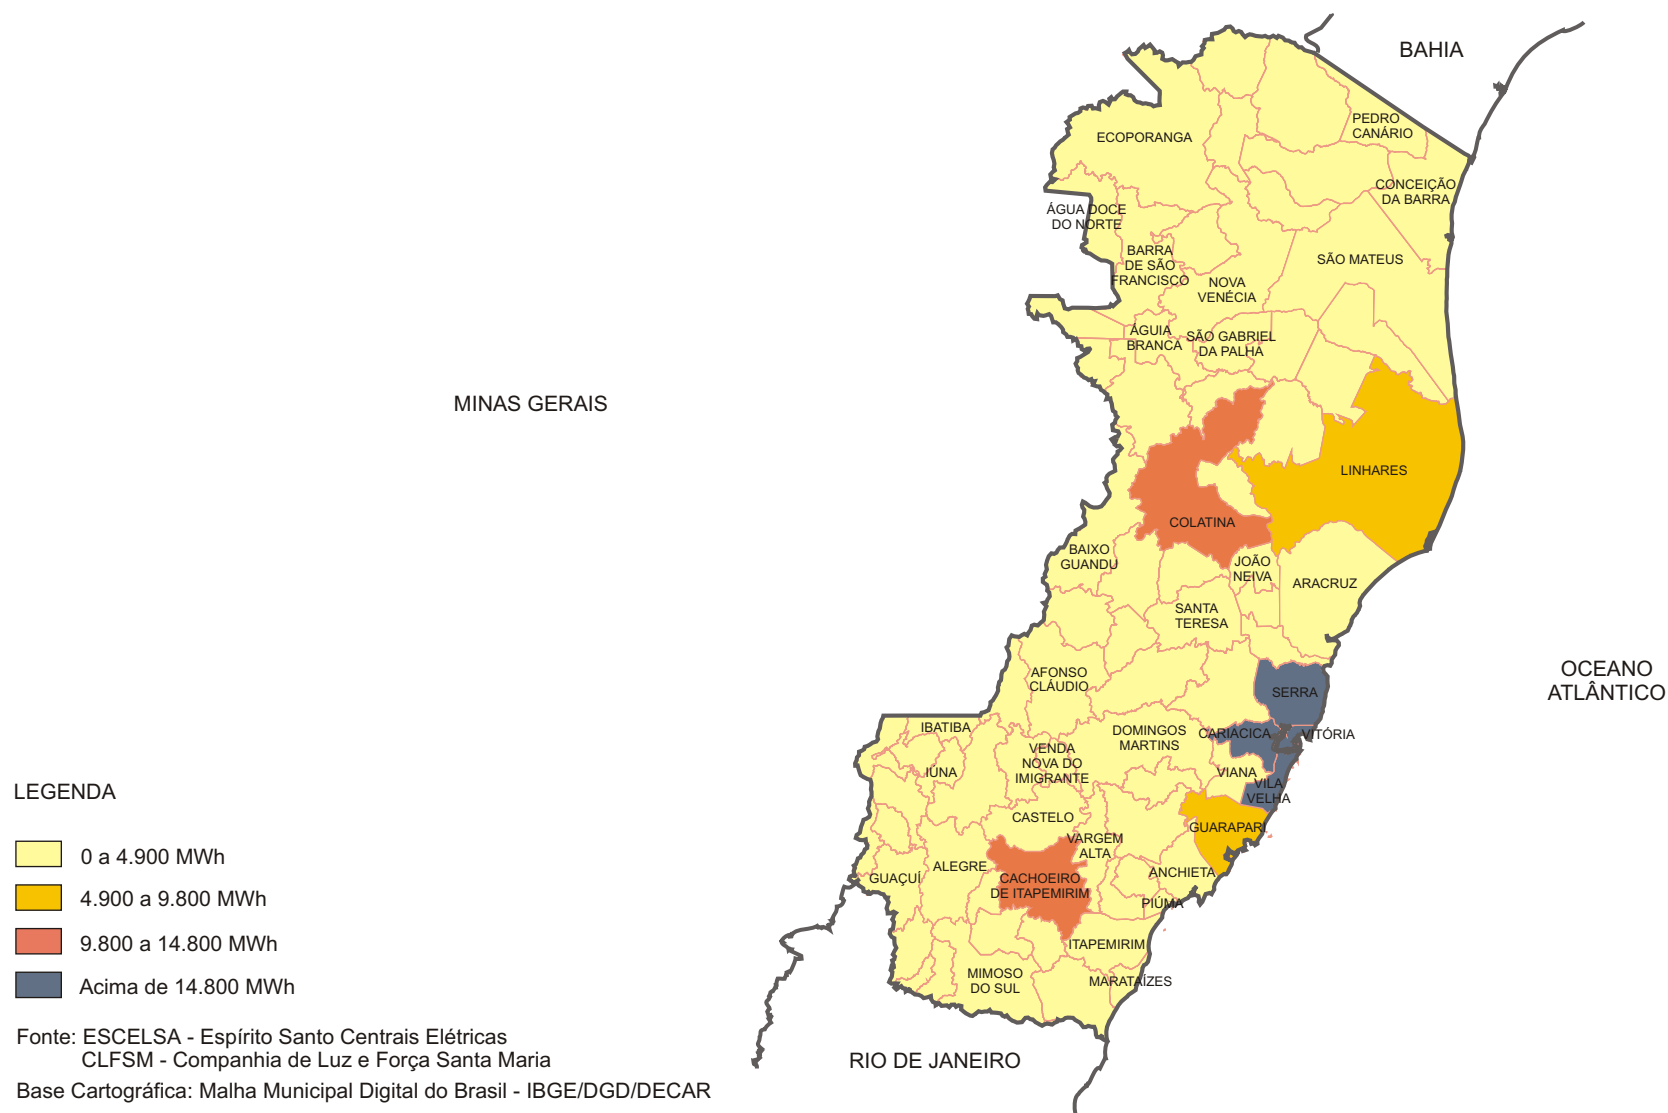 BAHIA
PEDRO
CANÁRIO
ECOPORANGA
CONCEIÇÃO
DA BARRA
ÁGUA DOCE
DO NORTE
BARRA
DE SÃO
FRANCISCO
SÃO MATEUS
NOVA
VENÉCIA
ÁGUIA
BRANCA
SÃO GABRIEL
DA PALHA
MINAS GERAIS
LINHARES
COLATINA
BAIXO
GUANDU
JOÃO
NEIVA
ARACRUZ
SANTA
TERESA
AFONSO
CLÁUDIO
OCEANO
ATLÂNTICO
SERRA
IBATIBA
DOMINGOS
MARTINS
CARIACICA
VITÓRIA
VENDA
NOVA DO
IMIGRANTE
IÚNA
VIANA
VILA
VELHA
CASTELO
GUARAPARI
VARGEM
ALTA
ALEGRE
GUAÇUÍ
CACHOEIRO
DE ITAPEMIRIM
ANCHIETA
PIÚMA
ITAPEMIRIM
MIMOSO
DO SUL
MARATAÍZES
RIO DE JANEIRO
LEGENDA
0 a 4.900 MWh
4.900 a 9.800 MWh
9.800 a 14.800 MWh
Acima de 14.800 MWh
Fonte: ESCELSA - Espírito Santo Centrais Elétricas
CLFSM - Companhia de Luz e Força Santa Maria
Base Cartográfica: Malha Municipal Digital do Brasil - IBGE/DGD/DECAR